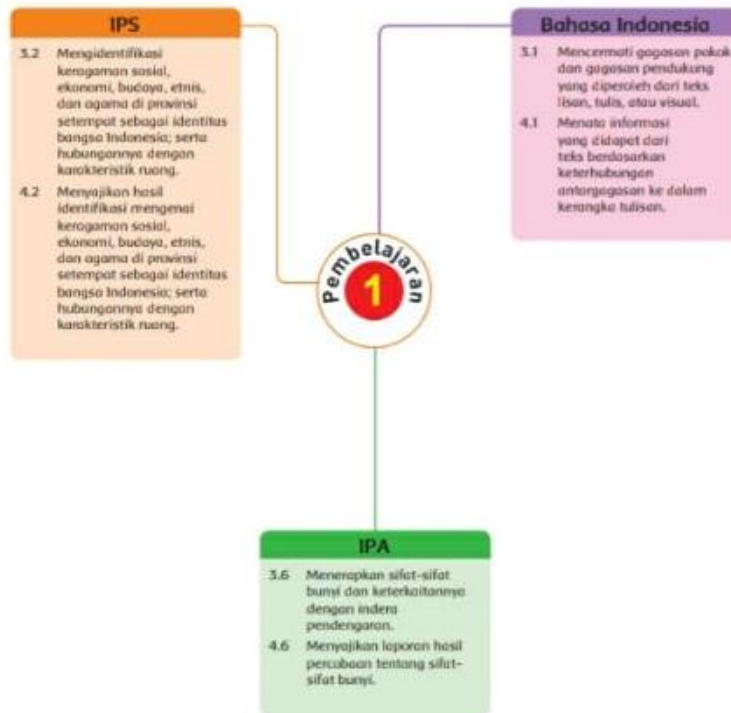 IPS
3.2 Mengidentifikasi
keragaman sosial,
ekonomi, budaya, etnis,
dan agama di provinsi
setempat sebagai identitas
bangsa Indonesia; serta
hubungannya dengan
karakteristik ruang.
4.2 Menyajikan hasil
identifikasi mengenai
keragaman sosial,
ekonomi, budaya, etnis,
dan agama di provinsi
setempat sebagai identitas
bangsa Indonesia; serta
hubungannya dengan
karakteristik ruang.
Bahasa Indonesia
3.1 Mencermati gagasan pokok
dan gagasan pendukung
yang diperoleh dari teks
lisan, tulis, atau visual.
4.1 Menata informasi
yang didapat dari
teks berdasarkan
keterhubungan
antargagasan ke dalam
kerangka tulisan.
Pembelajaran
1
IPA
3.6 Menerapkan sifat-sifat
bunyi dan keterkaitannya
dengan indera
pendengaran.
4.6 Menyajikan laporan hasil
percobaan tentang sifat-
sifat bunyi.